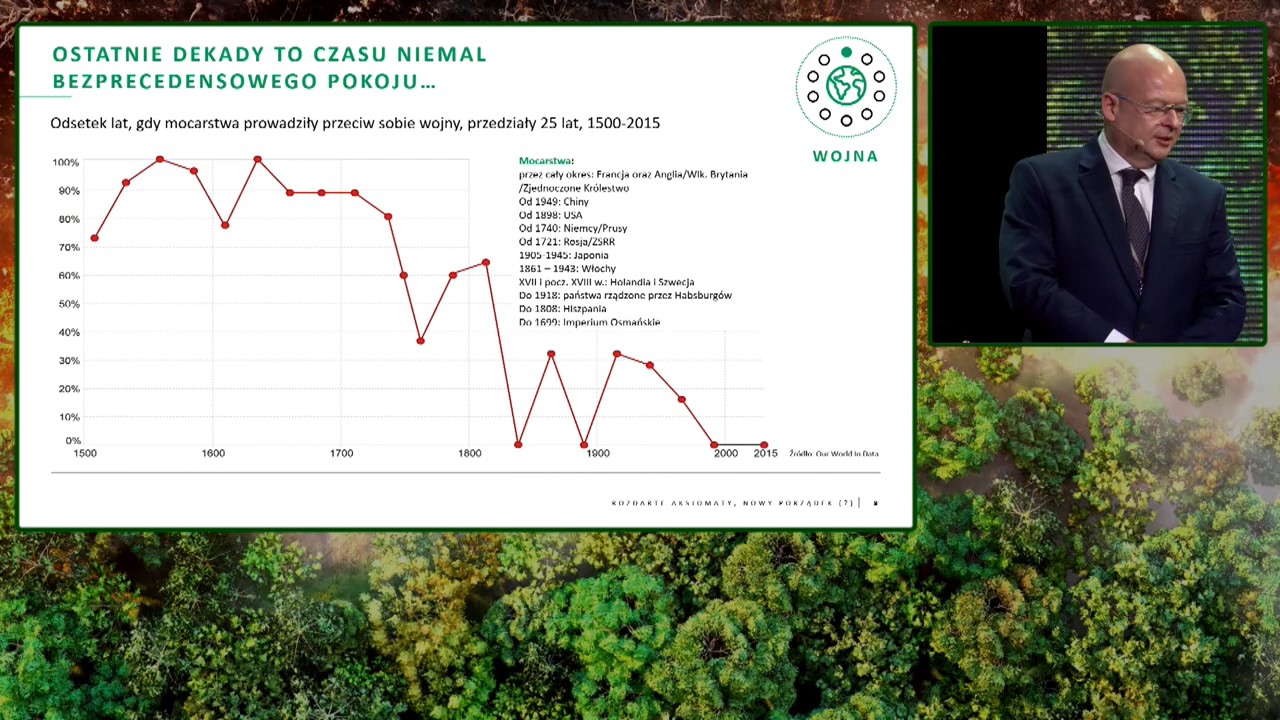 OSTATNIE DEKADY TO CZASU NIEMAL
BEZPRECEDENSOWEGO POKOJU…
Odsetek lat, gdy mocarstwa prowadziły przeciw sobie wojny, przedziały 25 lat, 1500-2015
WOJNA
Mocarstwa:
przez cały okres: Francja oraz Anglia/Wlk. Brytania
/Zjednoczone Królestwo
Od 1949: Chiny
Od 1898: USA
Od 1740: Niemcy/Prusy
Od 1721: Rosja/ZSRR
1905-1945: Japonia
1861 – 1943: Włochy
XVII i pocz. XVIII w.: Holandia i Szwecja
Do 1918: państwa rządzone przez Habsburgów
Do 1808: Hiszpania
Do 1699: Imperium Osmańskie
100%
90%
80%
70%
60%
50%
40%
30%
20%
10%
0%
1500 1600 1700 1800 1900 2000 2015
Źródło: Our World In Data
ROZDARTE AKSJOMATY, NOWY PORZĄDEK (?) | 8